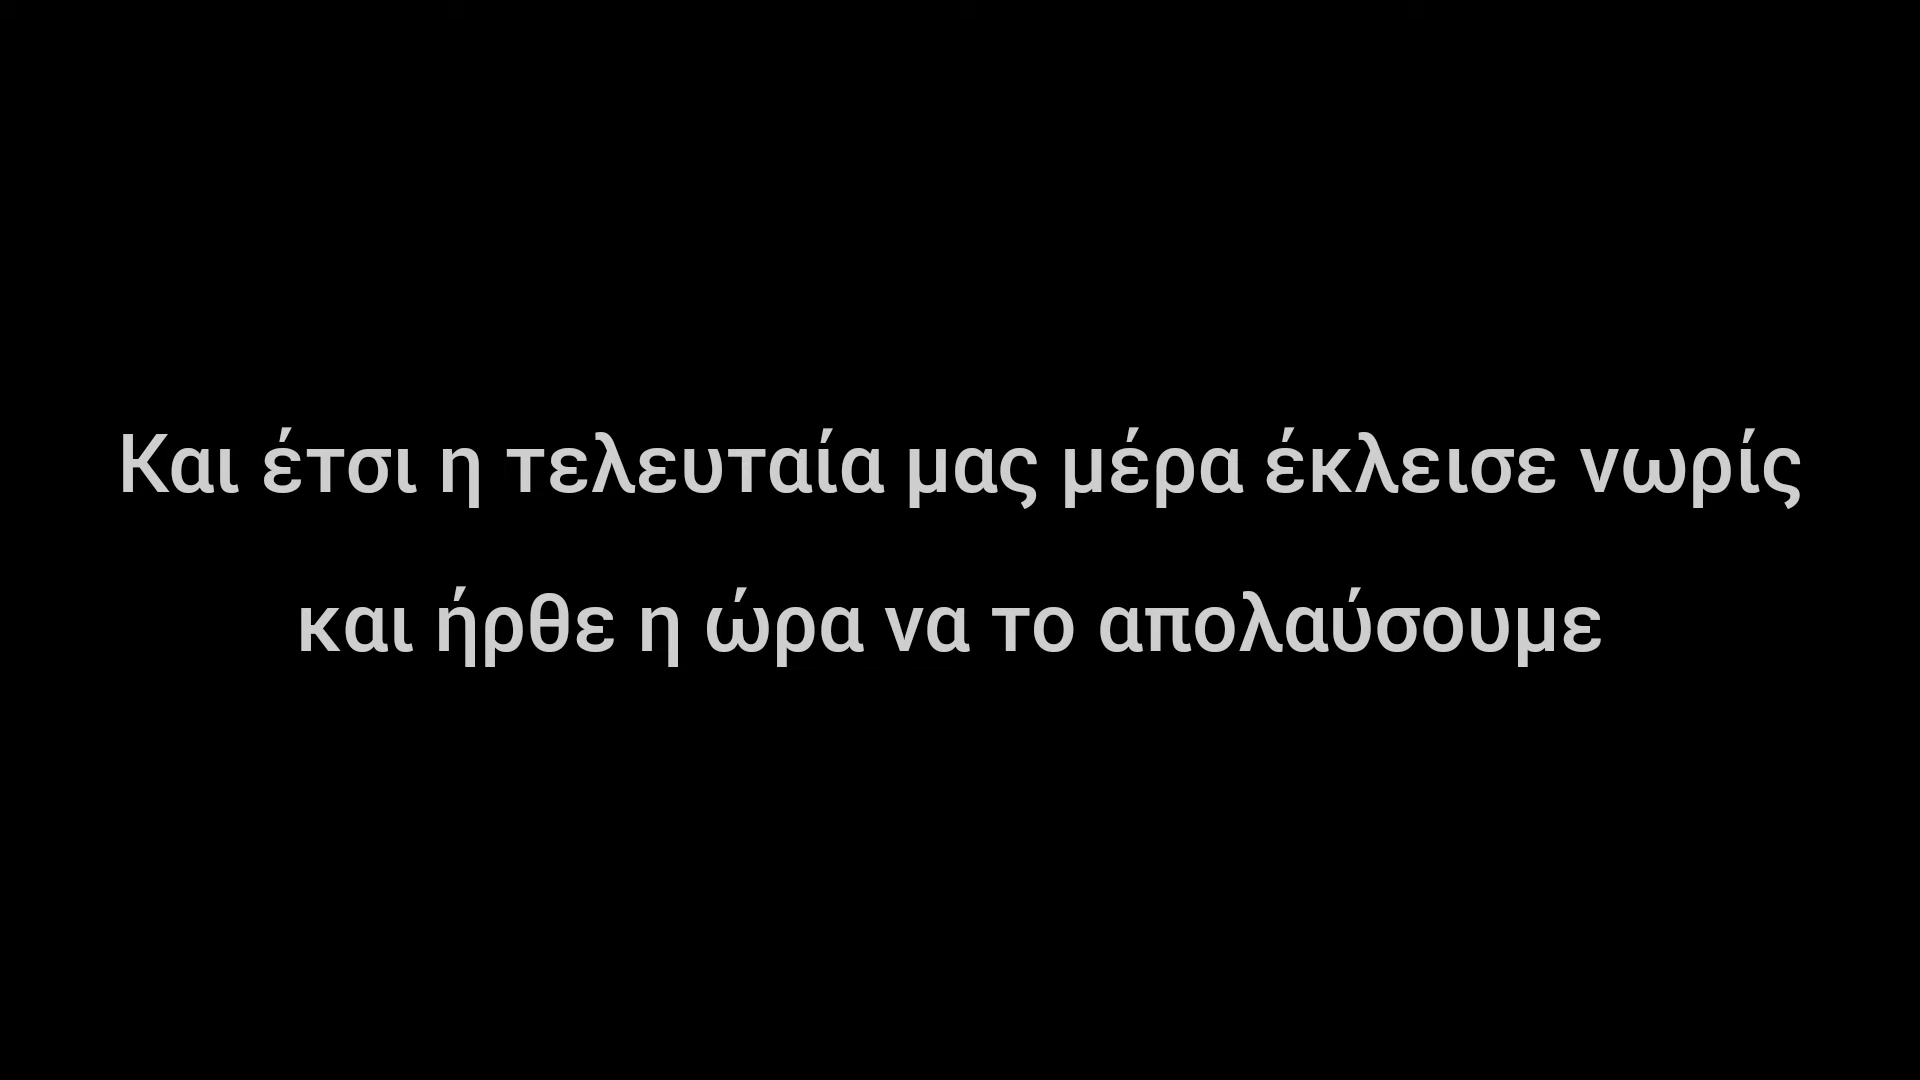 Και έτσι η τελευταία μας μέρα έκλεισε νωρίς
και ήρθε η ώρα να το απολαύσουμε